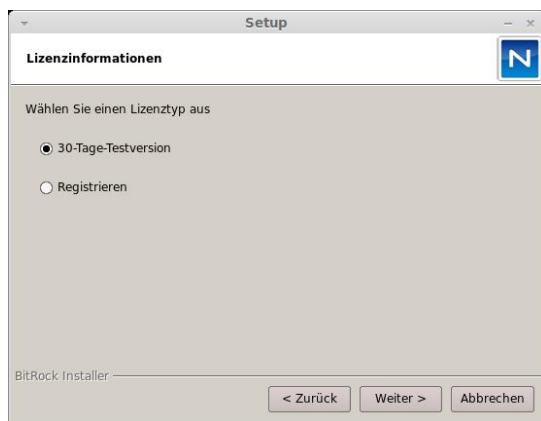 Setup
Lizenzinformationen
N
Wählen Sie einen Lizenztyp aus
30-Tage-Testversion
Registrieren
BitRock Installer
< Zurück
Weiter >
Abbrechen